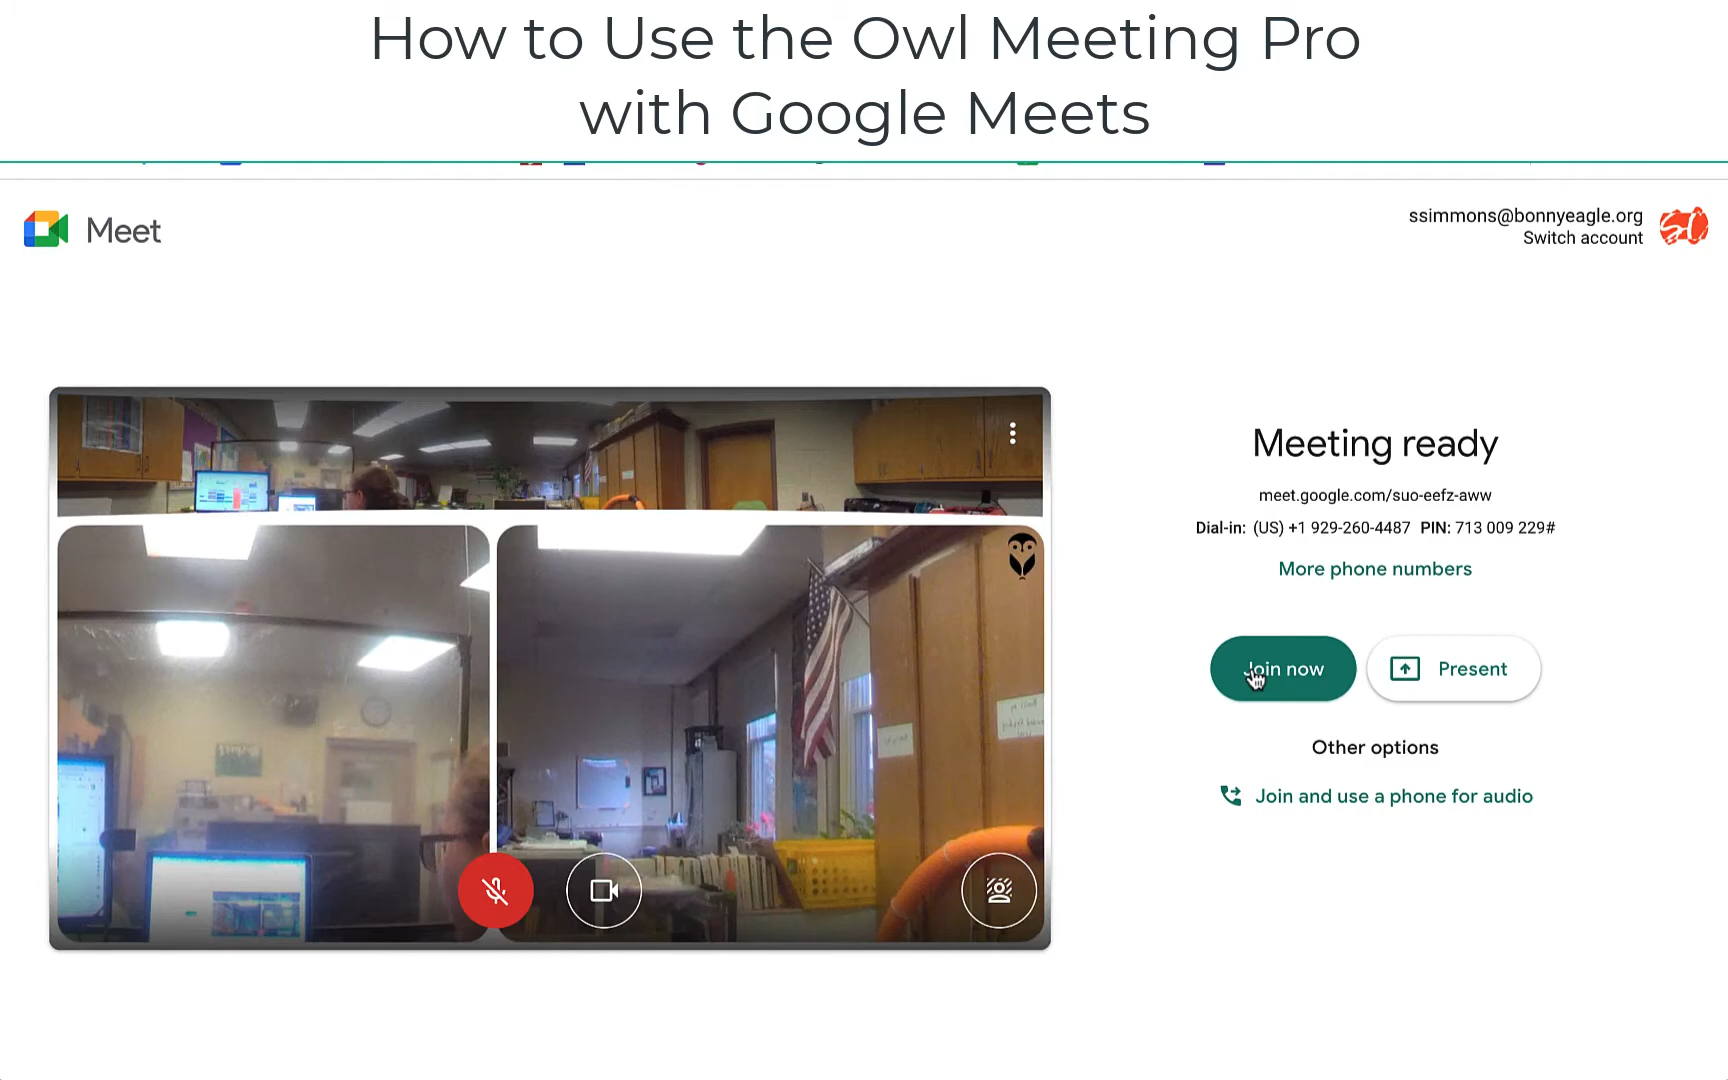 How to Use the Owl Meeting Pro
with Google Meets
Meet
ssimmons@bonnyeagle.org
Switch account
Meeting ready
meet.google.com/suo-eefz-aww
Dial-in: (US) +1 929-260-4487 PIN: 713 009 229#
More phone numbers
Join now
Present
Other options
Join and use a phone for audio